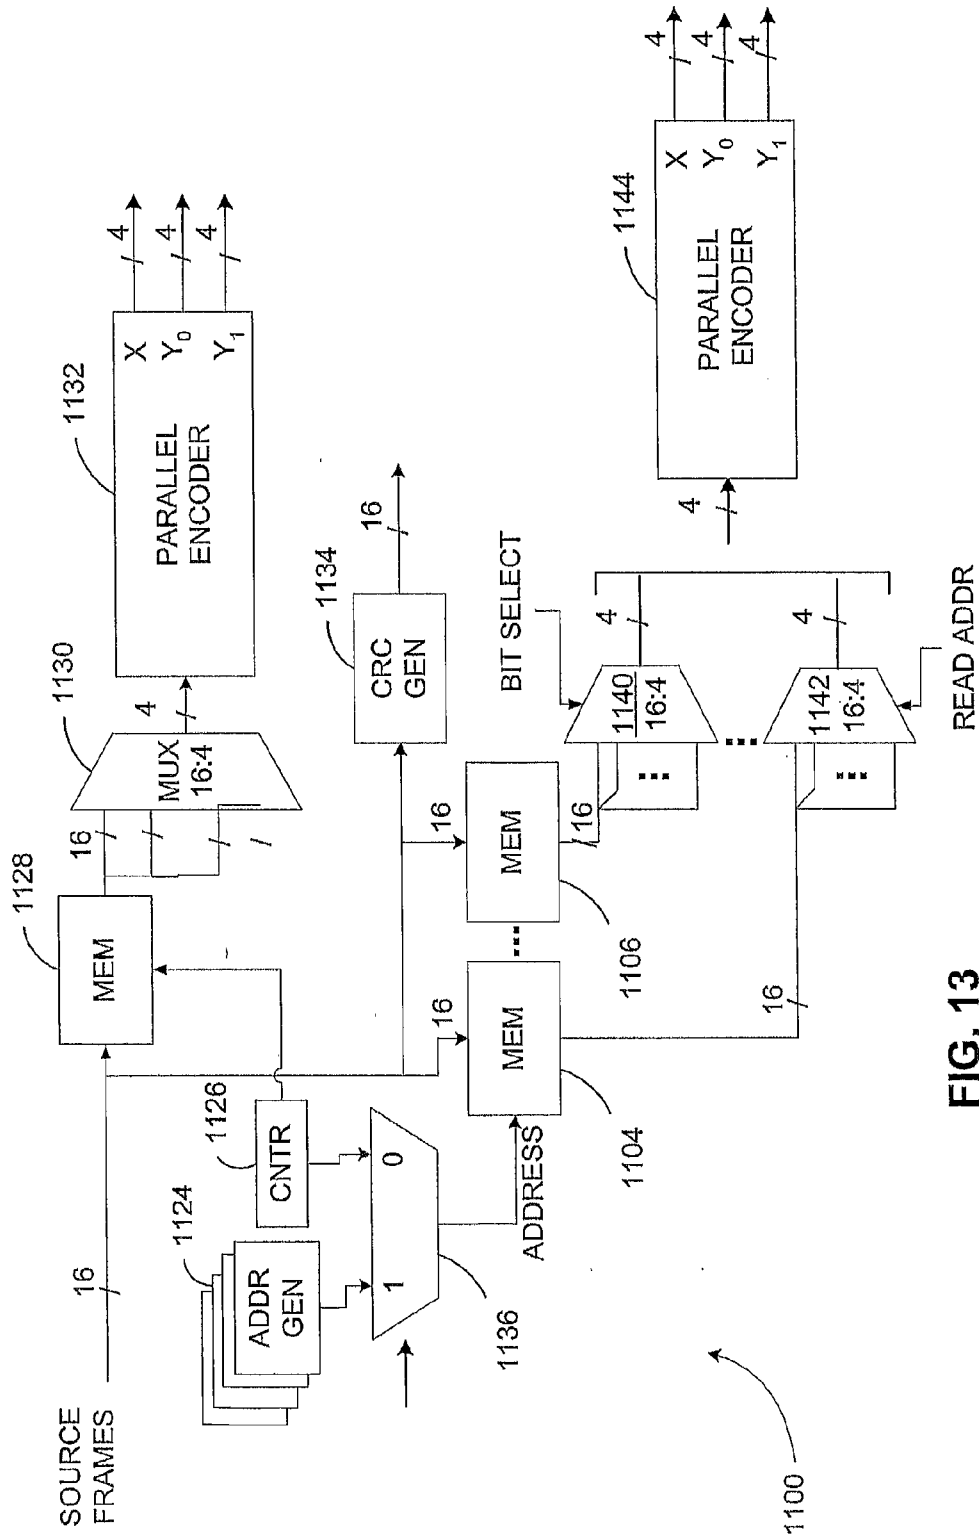 SOURCE
FRAMES
16
1128
MEM
16
1130
MUX
16:4
4
1132
PARALLEL
ENCODER
X
Y0
Y1
4
4
4
1124
ADDR
GEN
1126
CNTR
1
0
1136
ADDRESS
16
MEM
1104
16
MEM
1106
1134
CRC
GEN
16
16
16
BIT SELECT
1140
16:4
4
1142
16:4
4
READ ADDR
4
1144
PARALLEL
ENCODER
X
Y0
Y1
4
4
4
1100
FIG. 13